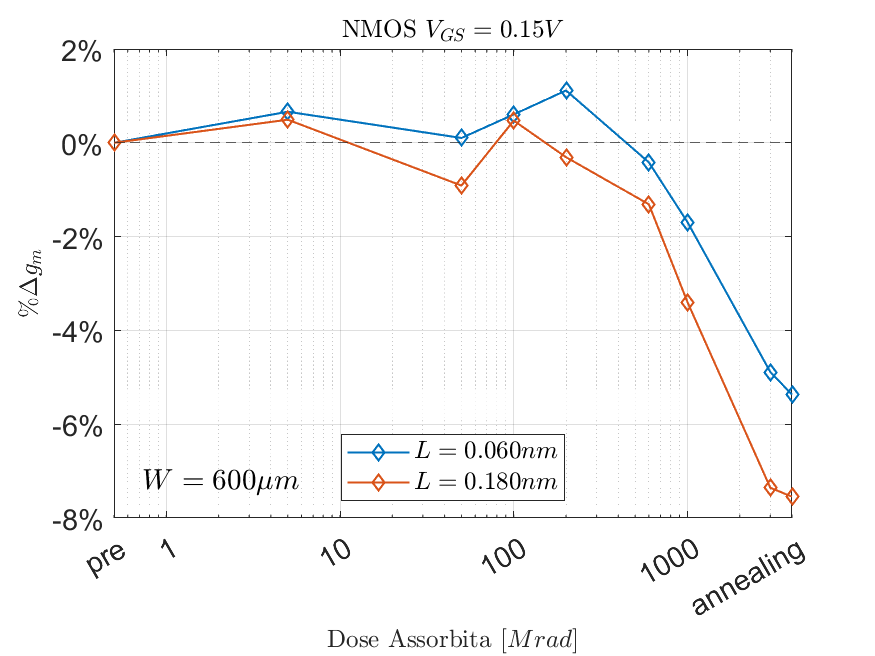 NMOS V_GS = 0.15V
2%
0%
-2%
-4%
-6%
-8%
%Δg_m
W = 600μm
L = 0.060nm
L = 0.180nm
pre
1
10
100
1000
annealing
Dose Assorbita [Mrad]